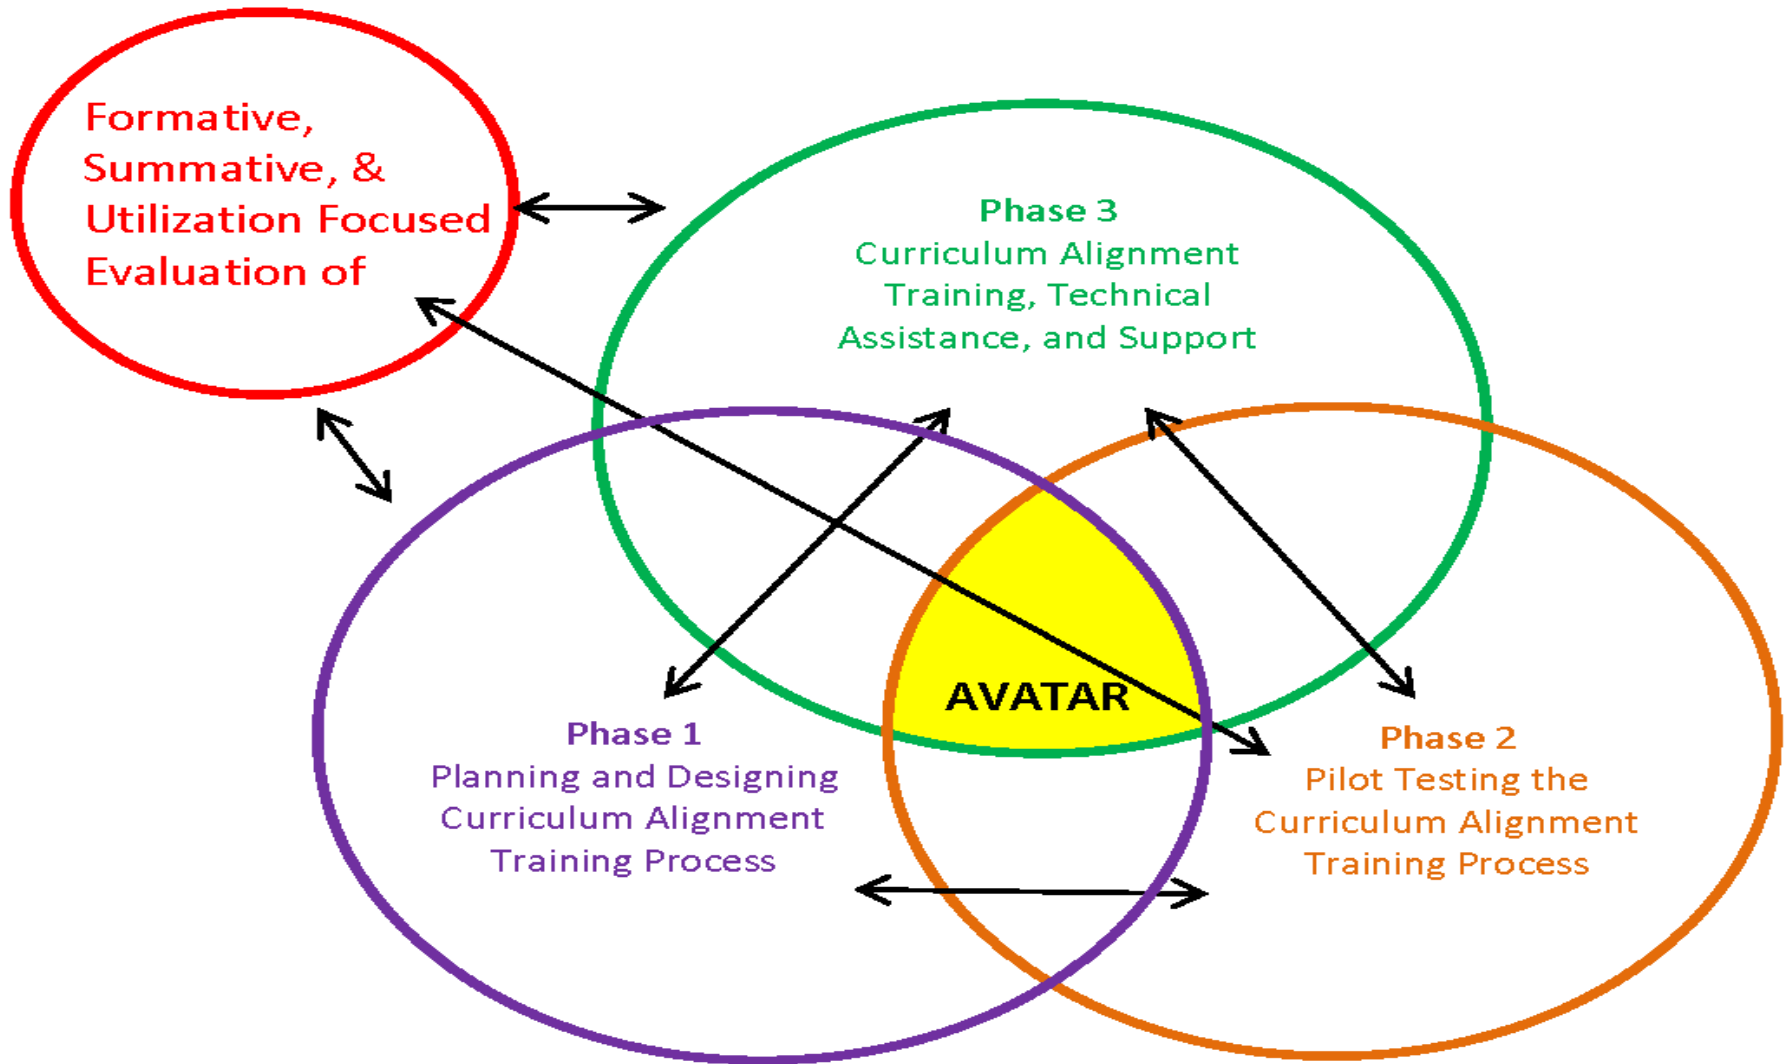 Formative,
Summative, &
Utilization Focused
Evaluation of
Phase 3
Curriculum Alignment
Training, Technical
Assistance, and Support
AVATAR
Phase 1
Planning and Designing
Curriculum Alignment
Training Process
Phase 2
Pilot Testing the
Curriculum Alignment
Training Process